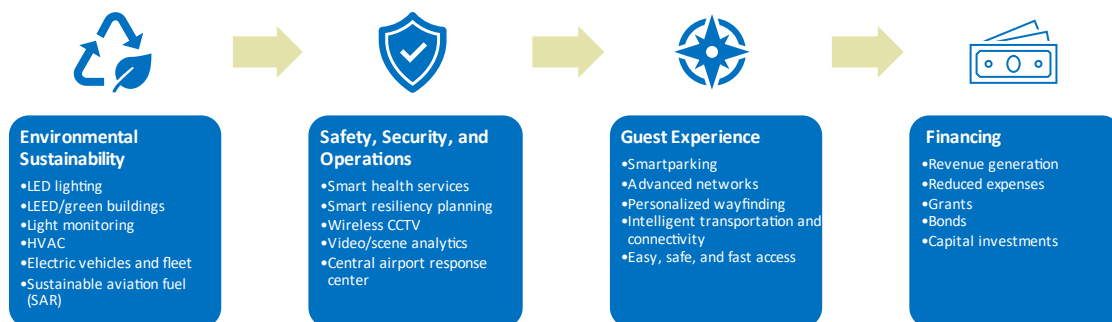 Environmental
Sustainability
•LED lighting
•LEED/green buildings
•Light monitoring
•HVAC
•Electric vehicles and fleet
•Sustainable aviation fuel
(SAR)
Safety, Security, and
Operations
•Smart health services
•Smart resiliency planning
•Wireless CCTV
•Video/scene analytics
•Central airport response
center
Guest Experience
•Smartparking
•Advanced networks
•Personalized wayfinding
•Intelligent transportation and
connectivity
•Easy, safe, and fast access
Financing
•Revenue generation
•Reduced expenses
•Grants
•Bonds
•Capital investments